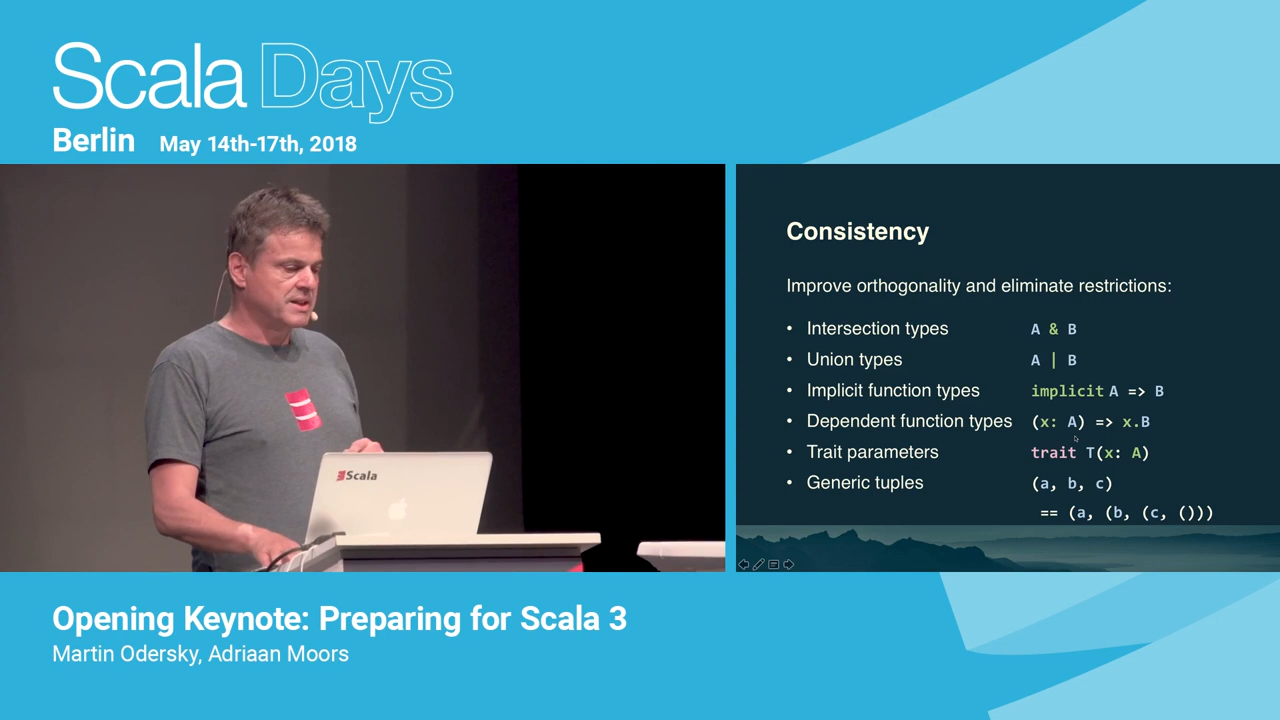 Scala Days
Berlin May 14th-17th, 2018
Scala
Consistency
Improve orthogonality and eliminate restrictions:
• Intersection types A & B
• Union types A | B
• Implicit function types implicit A => B
• Dependent function types (x: A) => x.B
• Trait parameters trait T(x: A)
• Generic tuples (a, b, c)
== (a, (b, (c, ())))
Opening Keynote: Preparing for Scala 3
Martin Odersky, Adriaan Moors